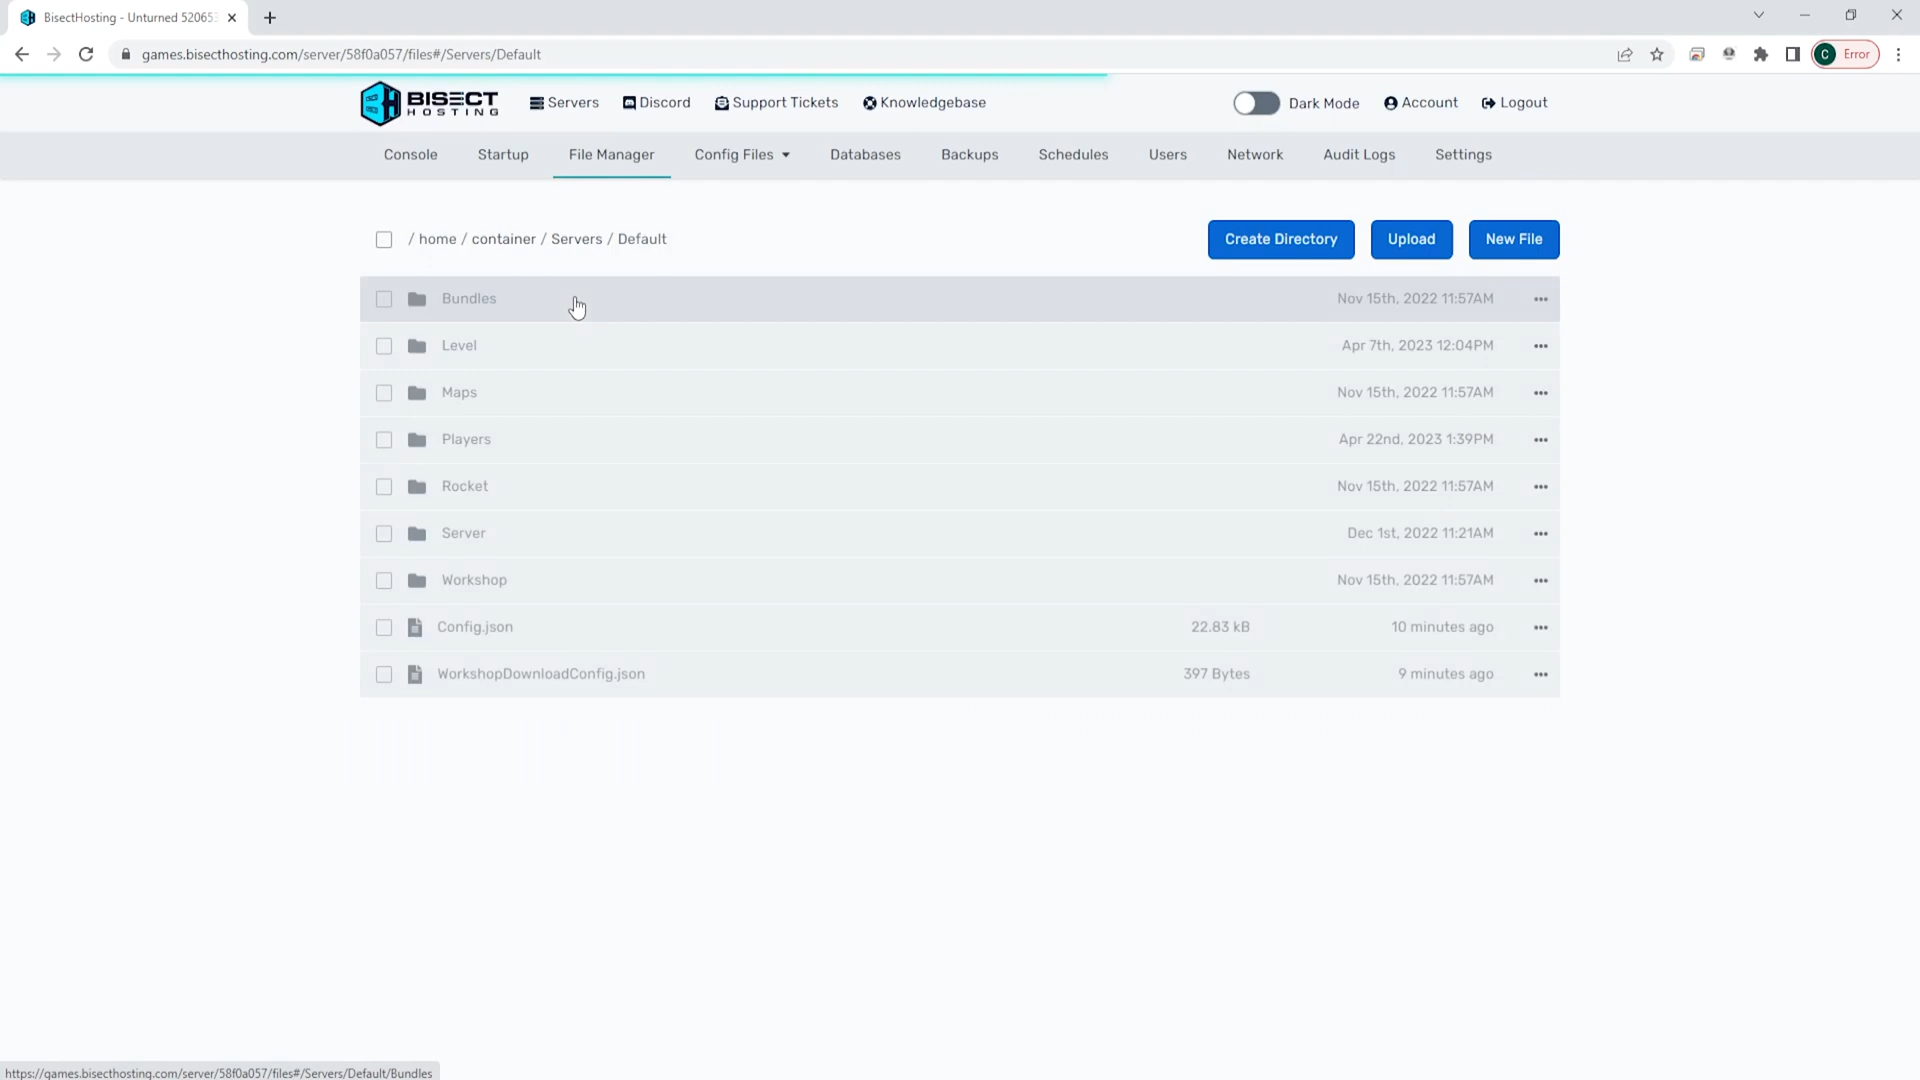 BisectHosting - Unturned 52065
games.bisecthosting.com/server/58f0a057/files#/Servers/Default
C Error
BISECT HOSTING
Servers Discord Support Tickets Knowledgebase Dark Mode Account Logout
Console Startup File Manager Config Files Databases Backups Schedules Users Network Audit Logs Settings
/ home / container / Servers / Default Create Directory Upload New File
Bundles Nov 15th, 2022 11:57AM
Level Apr 7th, 2023 12:04PM
Maps Nov 15th, 2022 11:57AM
Players Apr 22nd, 2023 1:39PM
Rocket Nov 15th, 2022 11:57AM
Server Dec 1st, 2022 11:21AM
Workshop Nov 15th, 2022 11:57AM
Config.json 22.83 kB 10 minutes ago
WorkshopDownloadConfig.json 397 Bytes 9 minutes ago
https://games.bisecthosting.com/server/58f0a057/files#/Servers/Default/Bundles